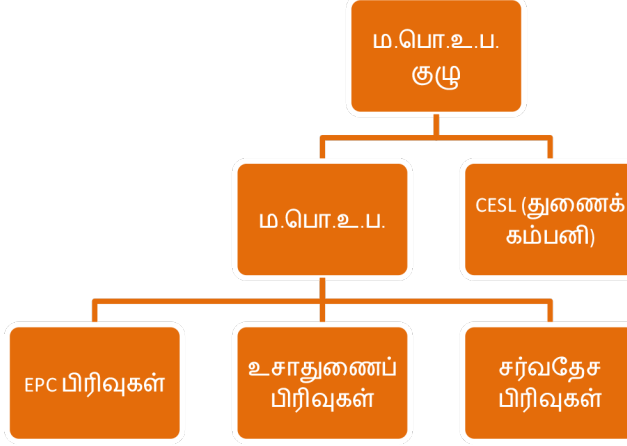 ம.பொ.உ.ப.
குழு
ம.பொ.உ.ப.
CESL (துணைக்
கம்பனி)
EPC பிரிவுகள்
உசாதுணைப்
பிரிவுகள்
சர்வதேச
பிரிவுகள்